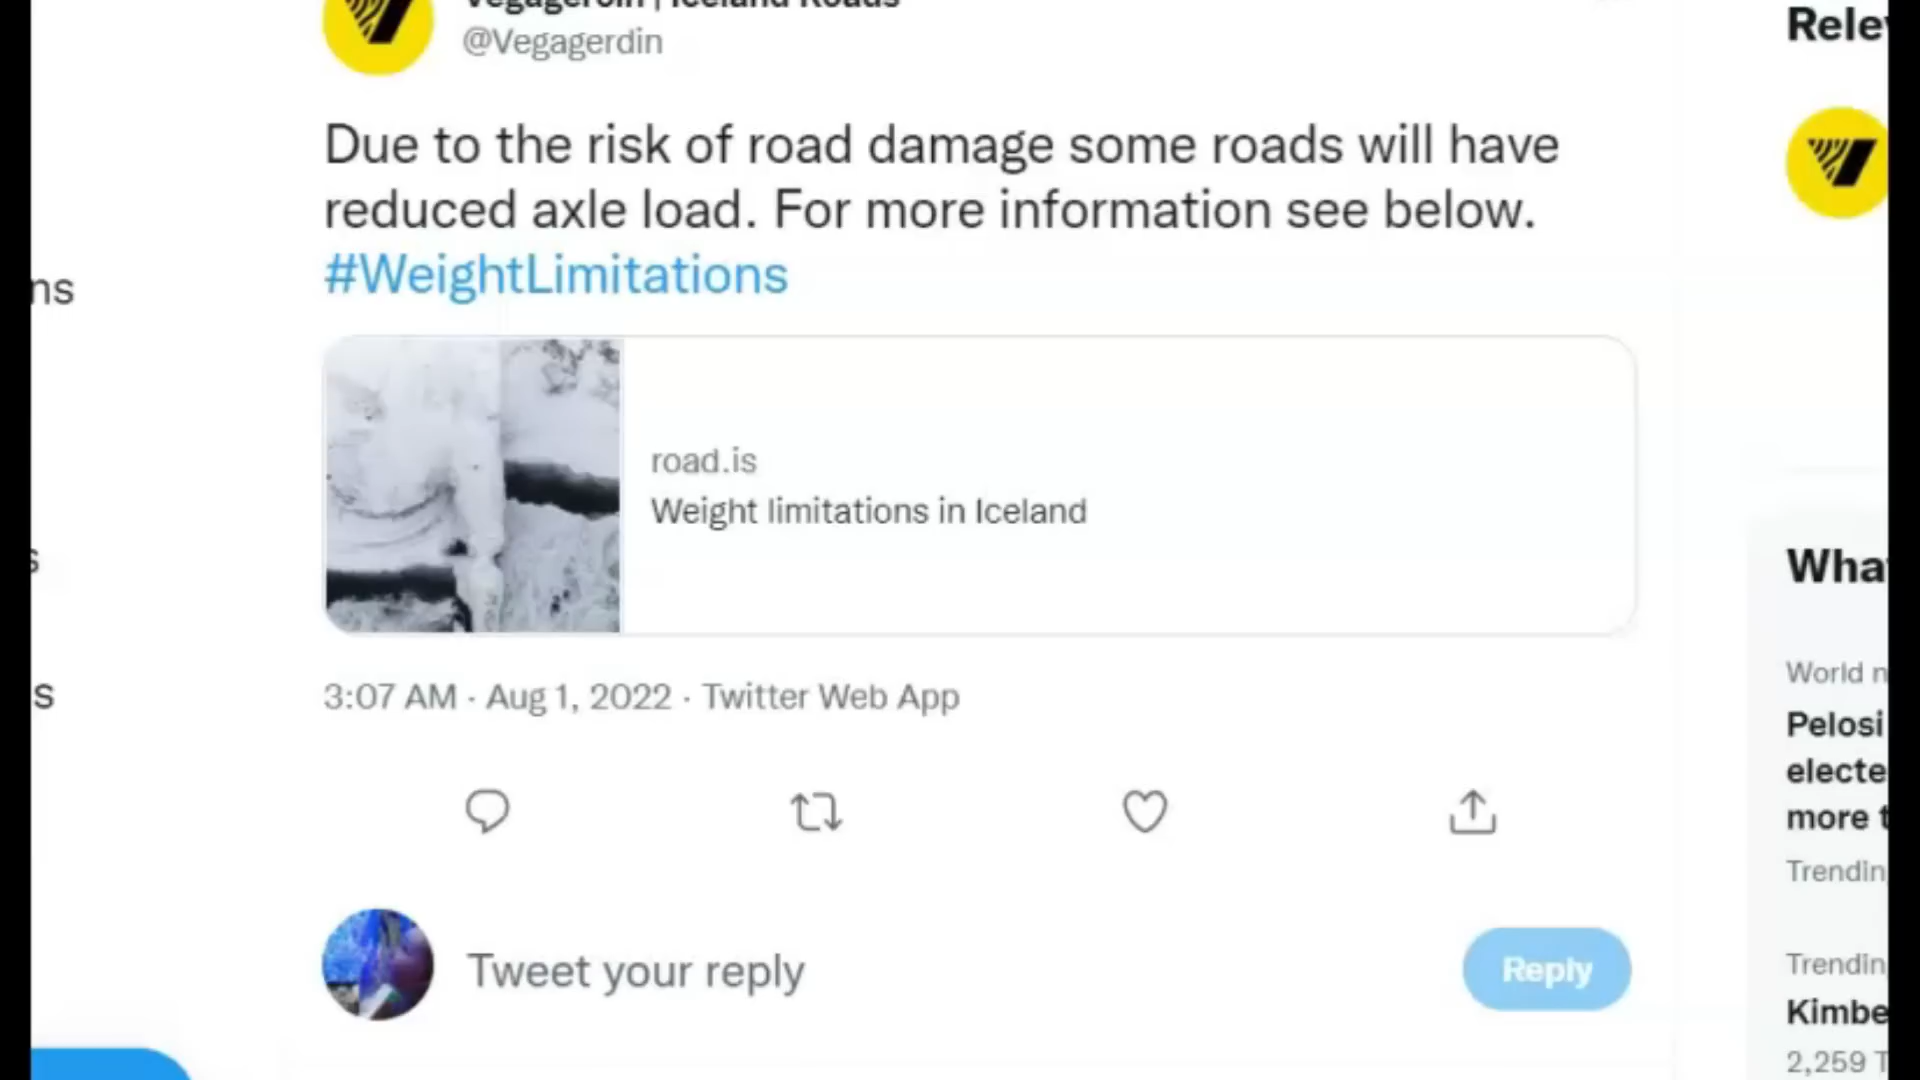 Vegagerdin | Iceland Roads
@Vegagerdin
Due to the risk of road damage some roads will have
reduced axle load. For more information see below.
#WeightLimitations
road.is
Weight limitations in Iceland
3:07 AM · Aug 1, 2022 · Twitter Web App
Tweet your reply
Reply
ns
s
s
Rele
Wha
World n
Pelosi
electe
more t
Trendin
Trendin
Kimbe
2,259 T